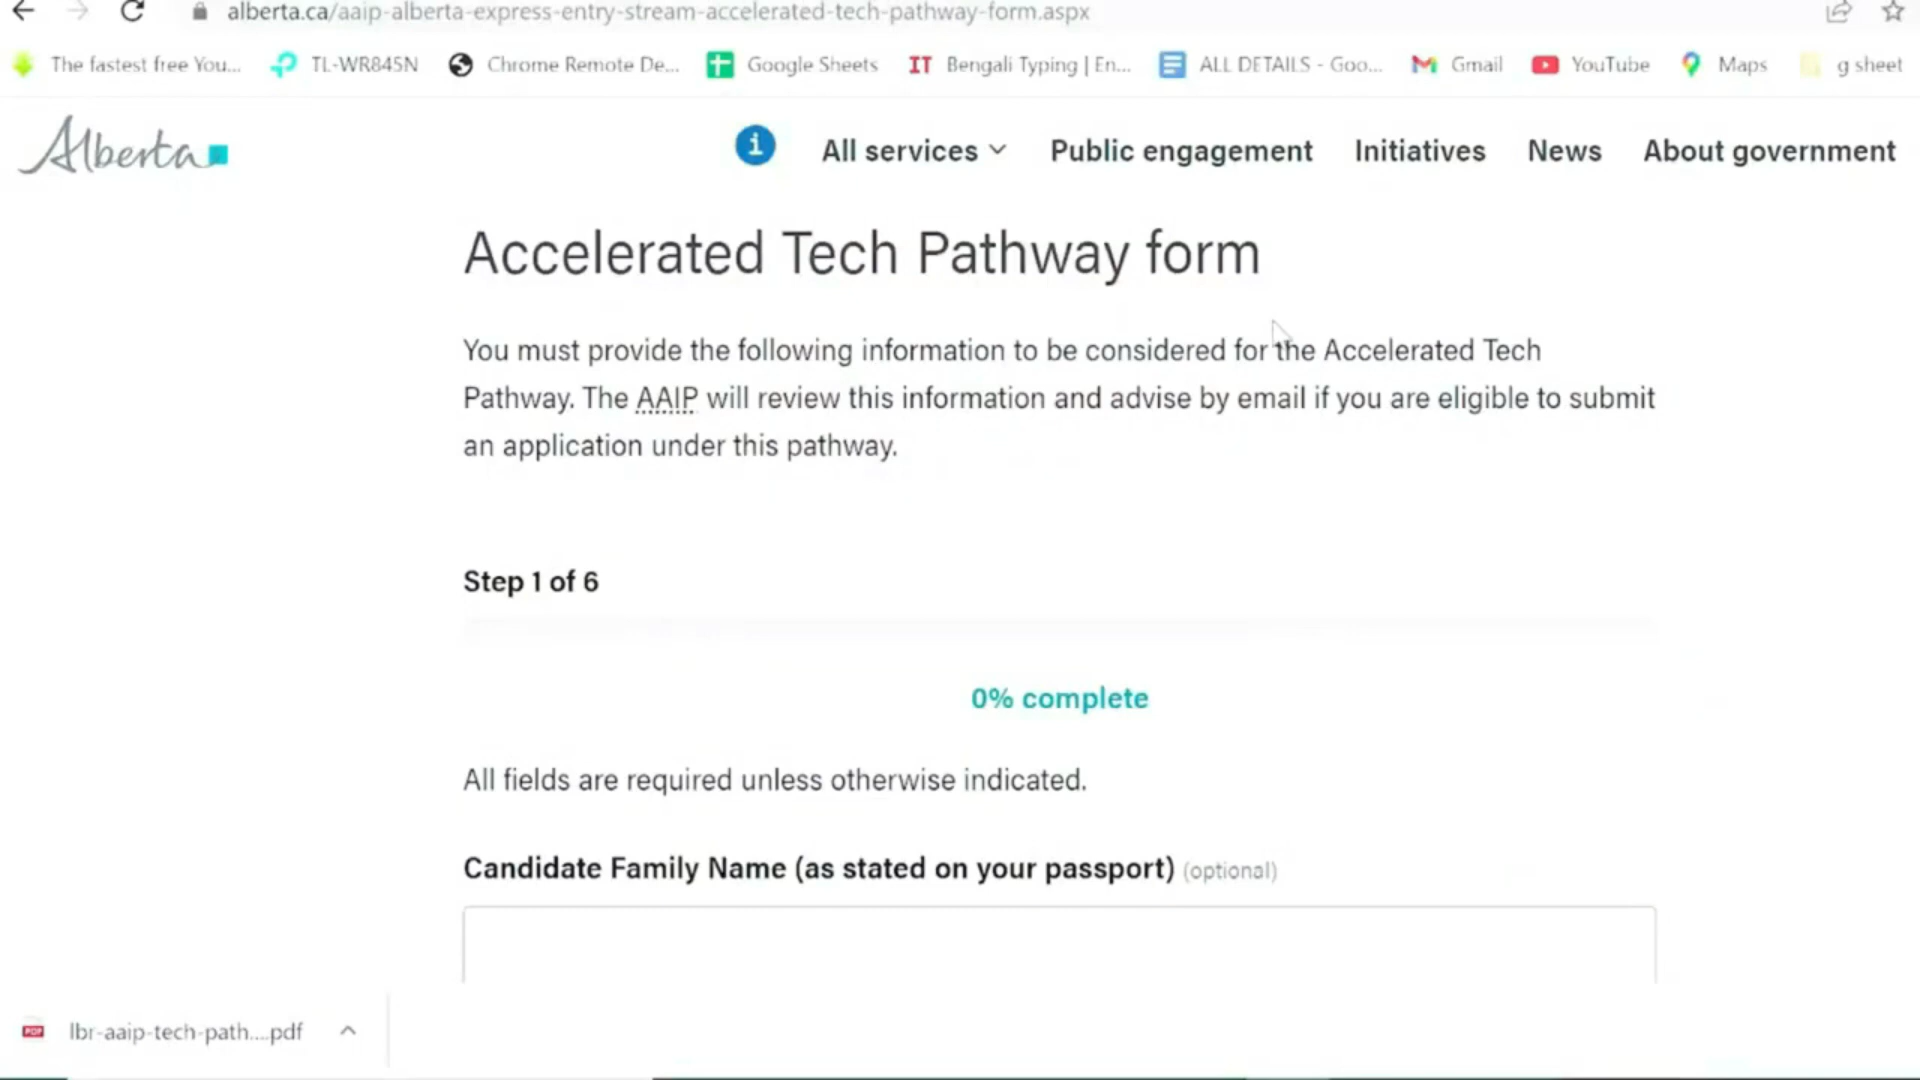 alberta.ca/aaip-alberta-express-entry-stream-accelerated-tech-pathway-form.aspx
The fastest free You... TL-WR845N Chrome Remote De... Google Sheets IT Bengali Typing | En... ALL DETAILS - Goo... Gmail YouTube Maps g sheet
Alberta i All services Public engagement Initiatives News About government
Accelerated Tech Pathway form
You must provide the following information to be considered for the Accelerated Tech
Pathway. The AAIP will review this information and advise by email if you are eligible to submit
an application under this pathway.
Step 1 of 6
0% complete
All fields are required unless otherwise indicated.
Candidate Family Name (as stated on your passport) (optional)
PDF lbr-aaip-tech-path....pdf